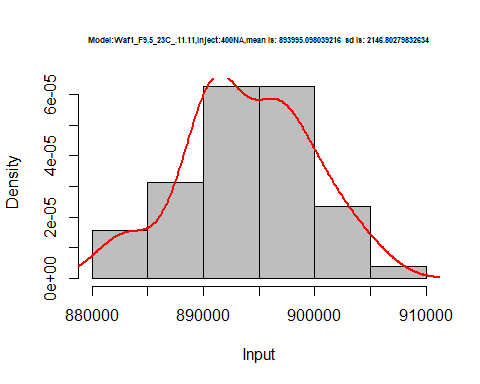 Model:Waf1_F9.5_23C_.11.11,Inject:400NA,mean is: 893995.098039216 sd is: 2146.80279832634
6e-05
4e-05
2e-05
0e+00
Density
880000 890000 900000 910000
Input